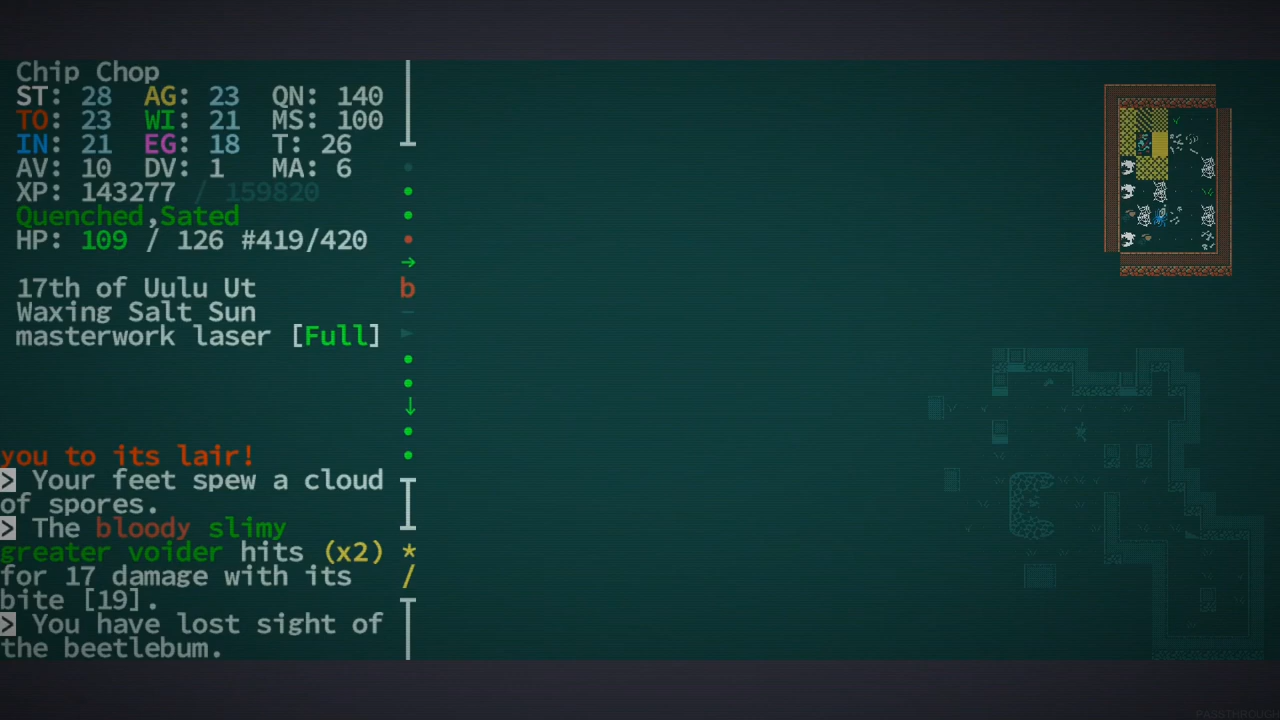 Chip Chop
ST: 28 AG: 23 QN: 140
TO: 23 WI: 21 MS: 100
IN: 21 EG: 18 T: 26
AV: 10 DV: 1 MA: 6
XP: 143277 / 159820
Quenched,Sated
HP: 109 / 126 #419/420
17th of Uulu Ut
b
Waxing Salt Sun
masterwork laser [Full]
you to its lair!
> Your feet spew a cloud
of spores.
> The bloody slimy
greater voider hits (x2)
for 17 damage with its
bite [19].
> You have lost sight of
the beetlebum.
*
/
PASSTHROUGH